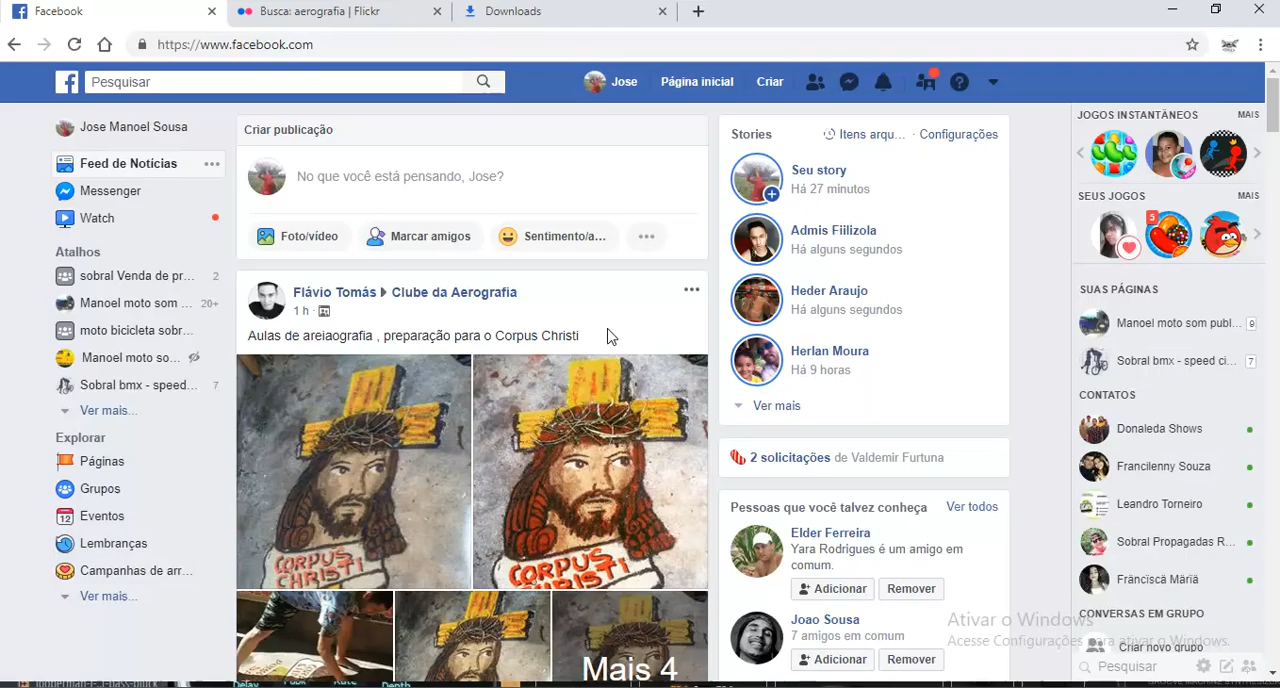 Facebook
Busca: aerografia | Flickr
Downloads
https://www.facebook.com
Pesquisar
Jose
Página inicial
Criar
Jose Manoel Sousa
Feed de Notícias
Messenger
Watch
Atalhos
sobral Venda de pr... 2
Manoel moto som ... 20+
moto bicicleta sobr...
Manoel moto so...
Sobral bmx - speed... 7
Ver mais...
Explorar
Páginas
Grupos
12 Eventos
Lembranças
Campanhas de arr...
Ver mais...
Criar publicação
No que você está pensando, Jose?
Foto/vídeo
Marcar amigos
Sentimento/a...
Flávio Tomás Clube da Aerografia
1 h ·
Aulas de areiaografia , preparação para o Corpus Christi
CORPUS
CHRISTI
CORPUS
CHRISTI
Mais 4
Stories
Itens arqu... · Configurações
Seu story
Há 27 minutos
Admis Fiilizola
Há alguns segundos
Heder Araujo
Há alguns segundos
Herlan Moura
Há 9 horas
Ver mais
2 solicitações de Valdemir Furtuna
Pessoas que você talvez conheça
Ver todos
Elder Ferreira
Yara Rodrigues é um amigo em
comum.
Adicionar
Remover
Joao Sousa
7 amigos em comum
Adicionar
Remover
JOGOS INSTANTÂNEOS
MAIS
SEUS JOGOS
MAIS
5
SUAS PÁGINAS
Manoel moto som publ... 9
Sobral bmx - speed ci... 7
CONTATOS
Donaleda Shows
Francilenny Souza
Leandro Torneiro
Sobral Propagadas R...
Fräncïscä Märiä
CONVERSAS EM GRUPO
Criar novo grupo
Pesquisar
Ativar o Windows
Acesse Configurações para ativar o Windows.